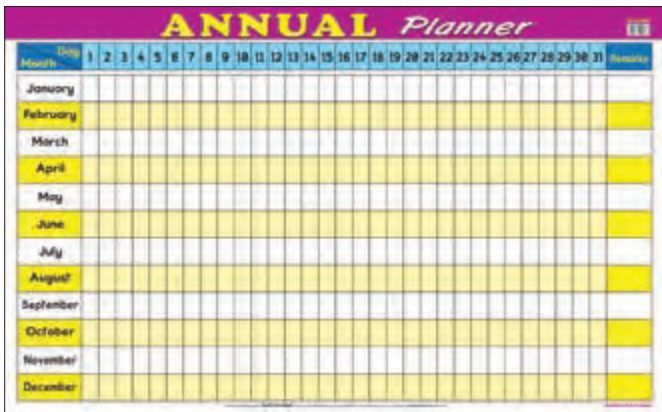 ANNUAL Planner
Day
Month
1 2 3 4 5 6 7 8 9 10 11 12 13 14 15 16 17 18 19 20 21 22 23 24 25 26 27 28 29 30 31 Remarks
January
February
March
April
May
June
July
August
September
October
November
December